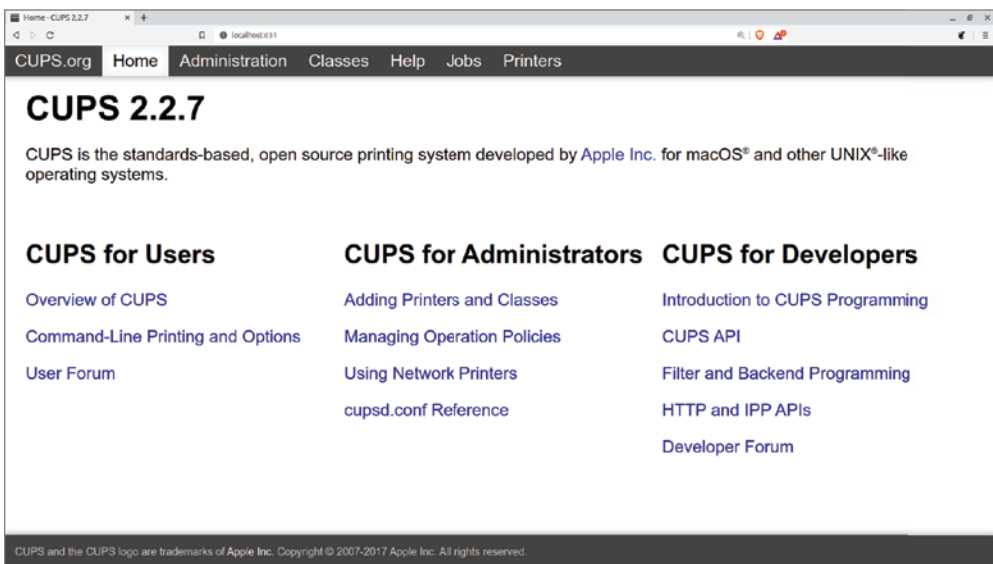 Home - CUPS 2.2.7
localhost:631
CUPS.org Home Administration Classes Help Jobs Printers
CUPS 2.2.7
CUPS is the standards-based, open source printing system developed by Apple Inc. for macOS® and other UNIX®-like
operating systems.
CUPS for Users
Overview of CUPS
Command-Line Printing and Options
User Forum
CUPS for Administrators
Adding Printers and Classes
Managing Operation Policies
Using Network Printers
cupsd.conf Reference
CUPS for Developers
Introduction to CUPS Programming
CUPS API
Filter and Backend Programming
HTTP and IPP APIs
Developer Forum
CUPS and the CUPS logo are trademarks of Apple Inc. Copyright © 2007-2017 Apple Inc. All rights reserved.